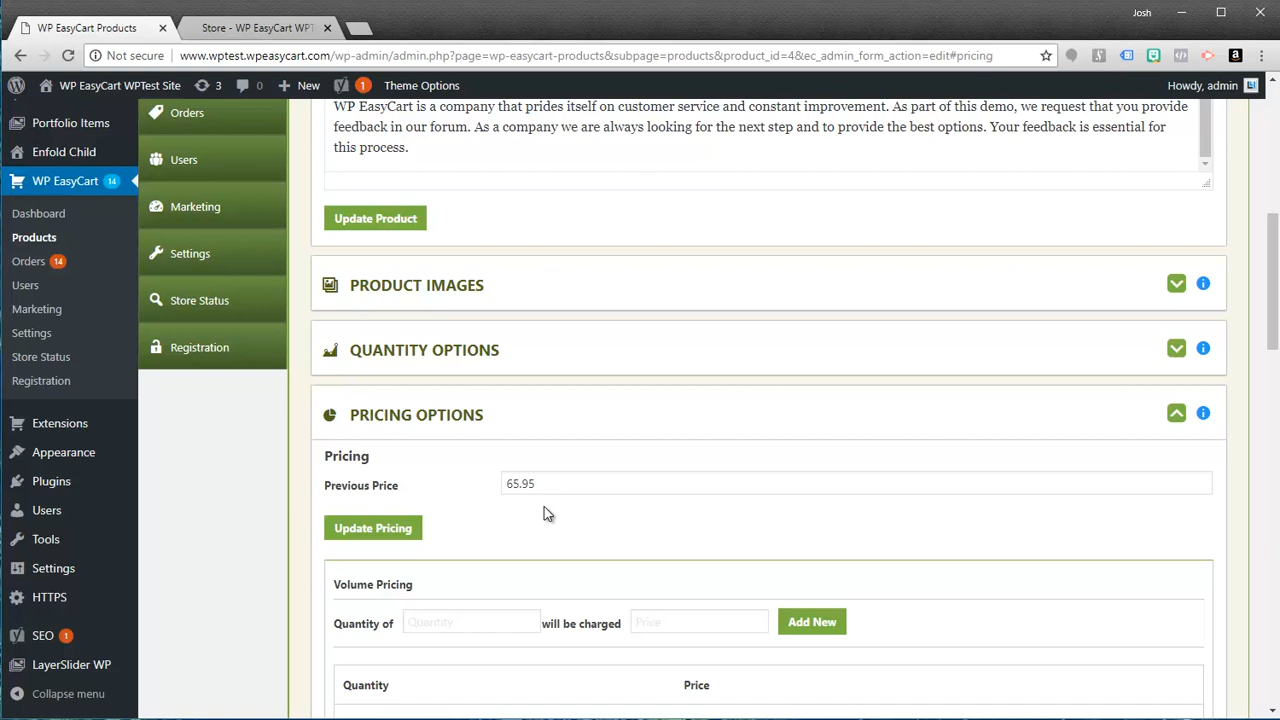 WP EasyCart Products
Store - WP EasyCart WPT
Josh
Not secure
www.wptest.wpeasycart.com/wp-admin/admin.php?page=wp-easycart-products&subpage=products&product_id=4&ec_admin_form_action=edit#pricing
WP EasyCart WPTest Site
3
0
New
1
Theme Options
Howdy, admin
Portfolio Items
Enfold Child
WP EasyCart 14
Dashboard
Products
Orders 14
Users
Marketing
Settings
Store Status
Registration
Extensions
Appearance
Plugins
Users
Tools
Settings
HTTPS
SEO 1
LayerSlider WP
Collapse menu
Orders
Users
Marketing
Settings
Store Status
Registration
WP EasyCart is a company that prides itself on customer service and constant improvement. As part of this demo, we request that you provide
feedback in our forum. As a company we are always looking for the next step and to provide the best options. Your feedback is essential for
this process.
Update Product
PRODUCT IMAGES
QUANTITY OPTIONS
PRICING OPTIONS
Pricing
Previous Price 65.95
Update Pricing
Volume Pricing
Quantity of Quantity will be charged Price Add New
Quantity Price